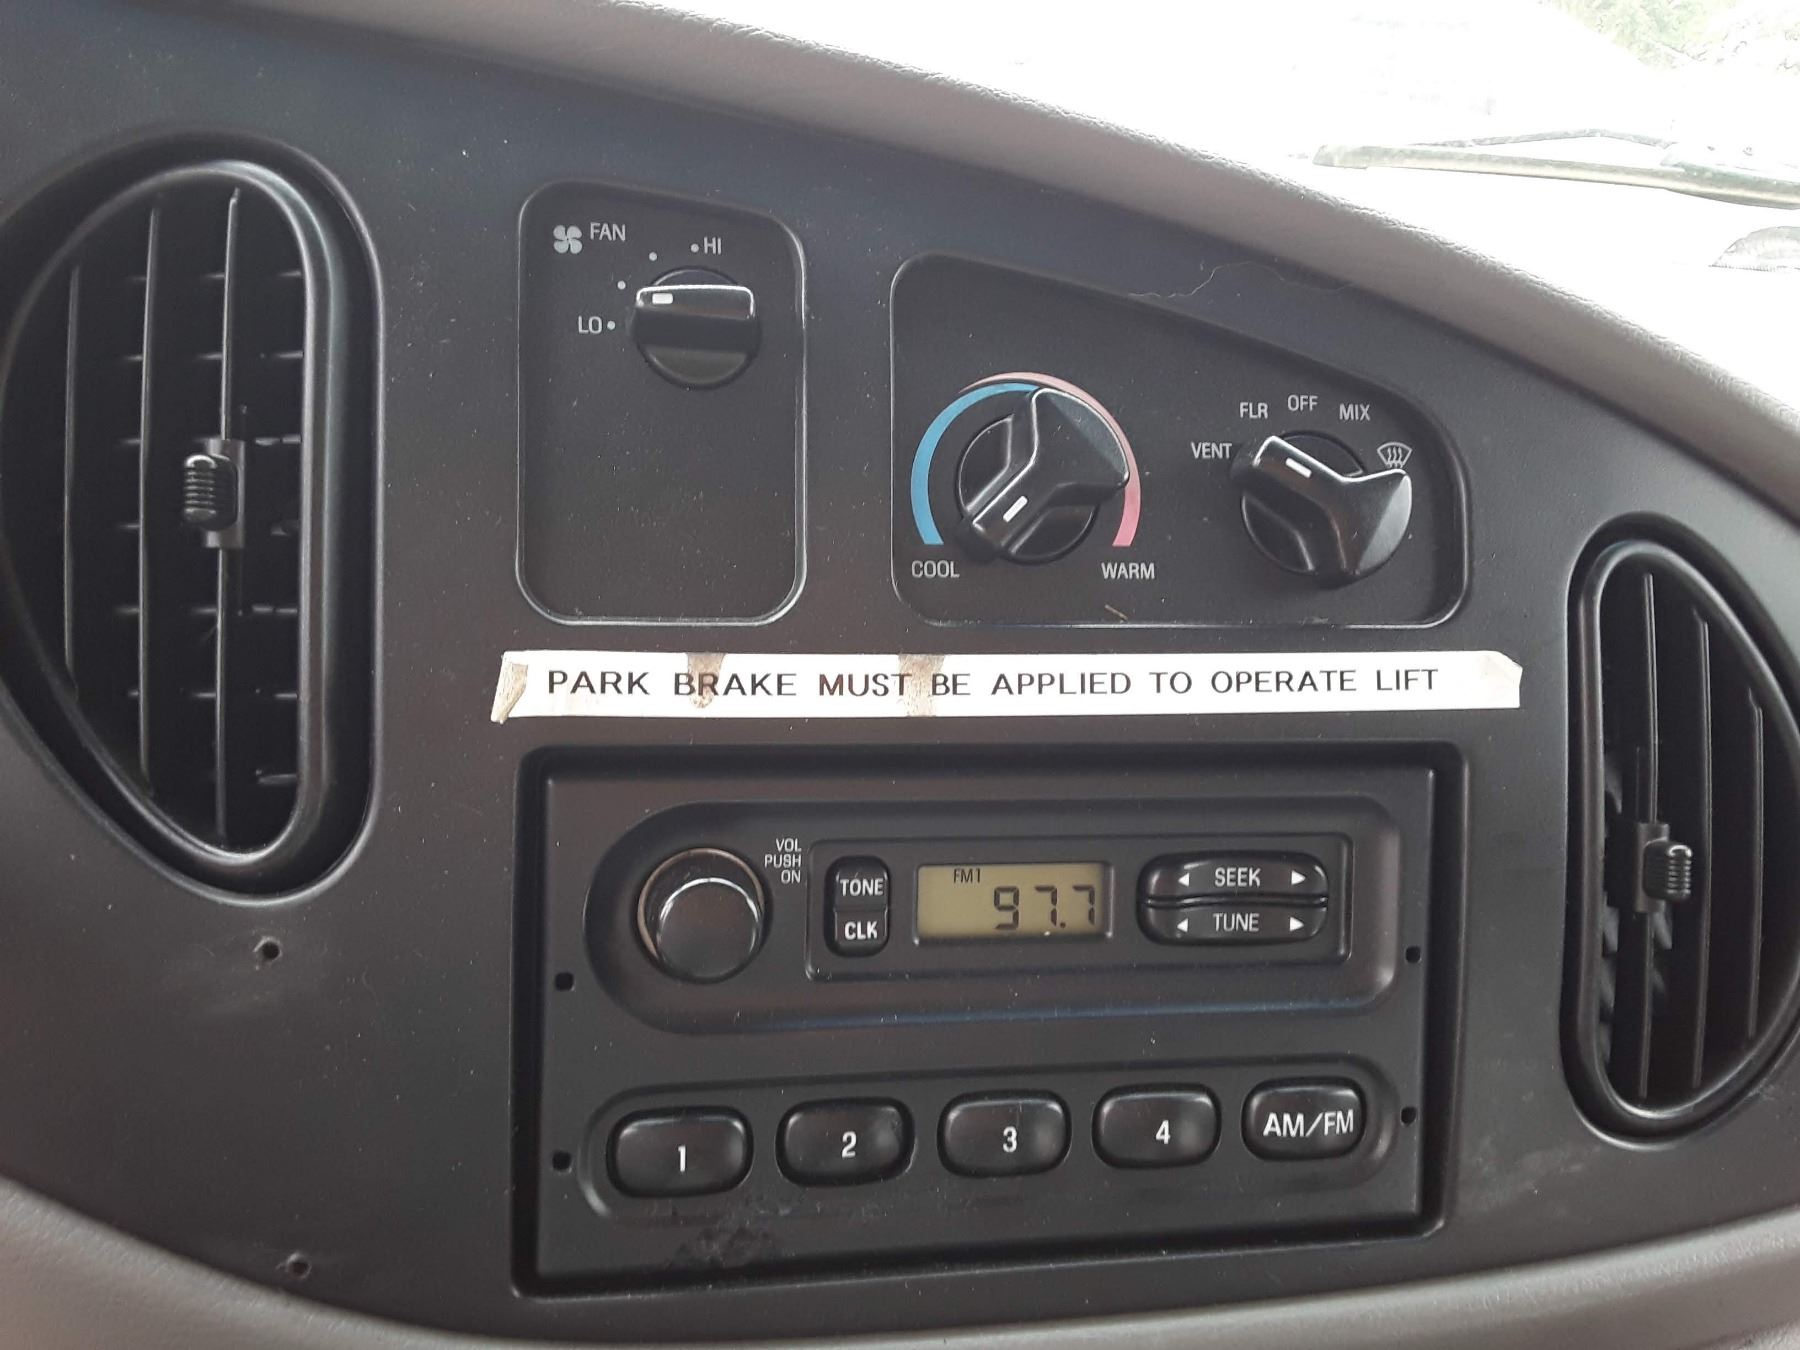 FAN
HI
LO
FLR OFF MIX
VENT
COOL WARM
PARK BRAKE MUST BE APPLIED TO OPERATE LIFT
VOL
PUSH
ON
TONE
CLK
FM1
97.7
SEEK
TUNE
1 2 3 4 AM/FM